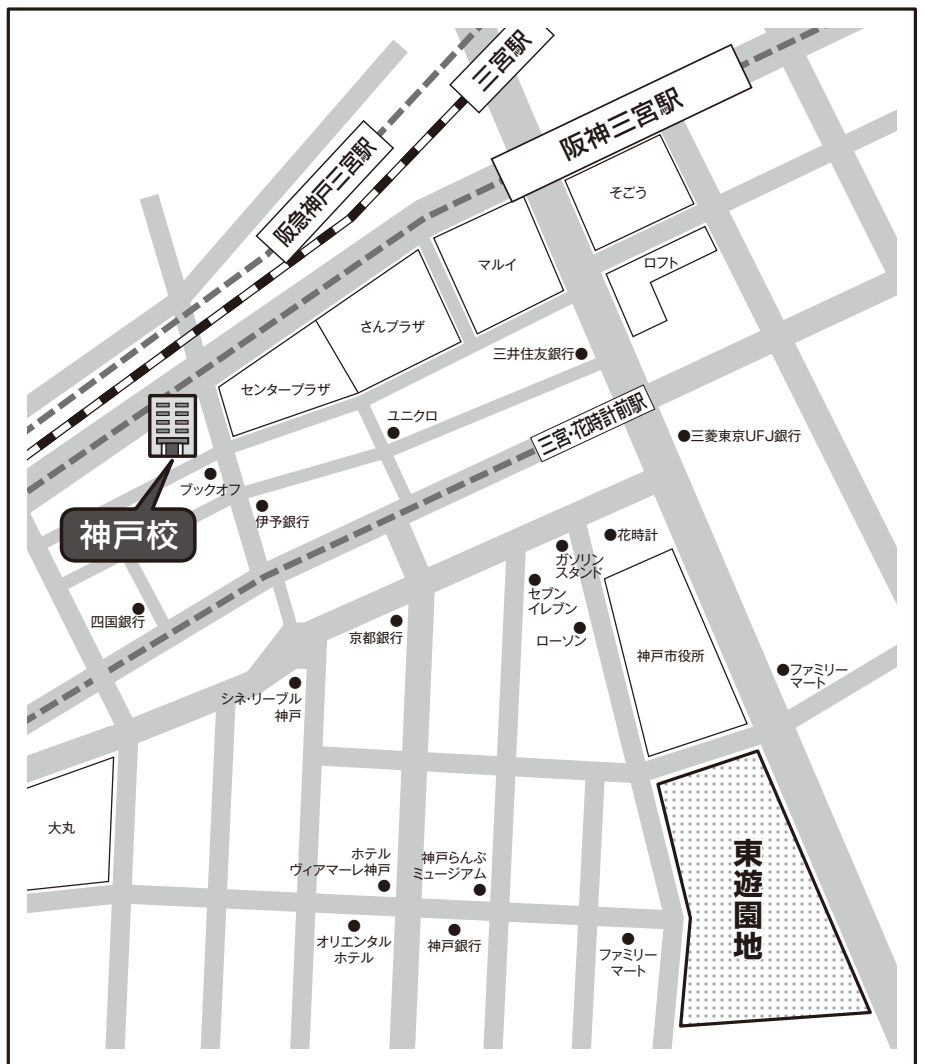 三宮駅
阪神三宮駅
阪急神戸三宮駅
そごう
マルイ
ロフト
さんプラザ
センタープラザ
三井住友銀行
ユニクロ
三宮・花時計前駅
三菱東京UFJ銀行
ブックオフ
伊予銀行
神戸校
花時計
ガソリン
スタンド
セブン
イレブン
四国銀行
京都銀行
ローソン
神戸市役所
ファミリー
マート
シネ・リーブル
神戸
大丸
ホテル
ヴィアマーレ神戸
神戸らんぷ
ミュージアム
東遊園地
オリエンタル
ホテル
神戸銀行
ファミリー
マート